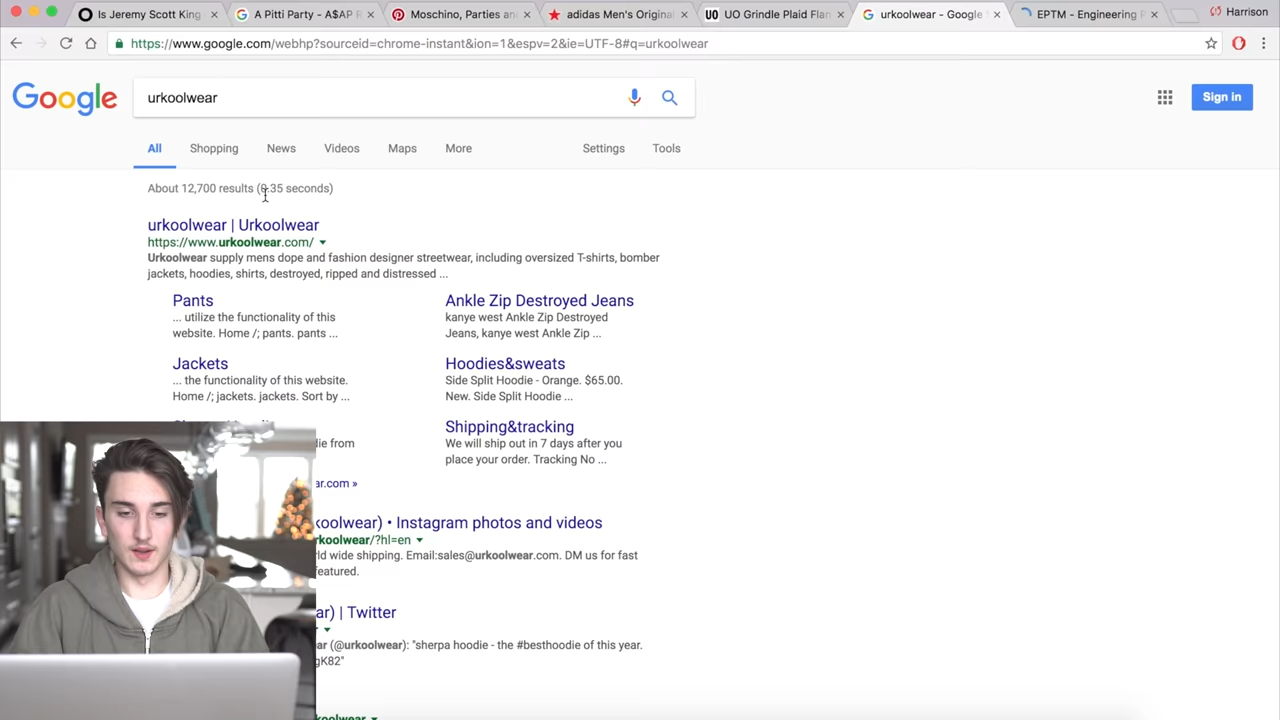 Is Jeremy Scott King
A Pitti Party - A$AP R
Moschino, Parties and
adidas Men's Original
UO UO Grindle Plaid Flan
urkoolwear - Google
EPTM - Engineering P
Harrison
https://www.google.com/webhp?sourceid=chrome-instant&ion=1&espv=2&ie=UTF-8#q=urkoolwear
Google
urkoolwear
Sign in
All Shopping News Videos Maps More Settings Tools
About 12,700 results (0.35 seconds)
urkoolwear | Urkoolwear
https://www.urkoolwear.com/
Urkoolwear supply mens dope and fashion designer streetwear, including oversized T-shirts, bomber
jackets, hoodies, shirts, destroyed, ripped and distressed ...
Pants
... utilize the functionality of this
website. Home /; pants. pants ...
Ankle Zip Destroyed Jeans
kanye west Ankle Zip Destroyed
Jeans, kanye west Ankle Zip ...
Jackets
... the functionality of this website.
Home /; jackets. jackets. Sort by ...
Hoodies&sweats
Side Split Hoodie - Orange. $65.00.
New. Side Split Hoodie ...
die from
Shipping&tracking
We will ship out in 7 days after you
place your order. Tracking No ...
ar.com »
koolwear) • Instagram photos and videos
rkoolwear/?hl=en
ld wide shipping. Email:sales@urkoolwear.com. DM us for fast
featured.
ar) | Twitter
ar (@urkoolwear): "sherpa hoodie - the #besthoodie of this year.
gK82"
koolwear